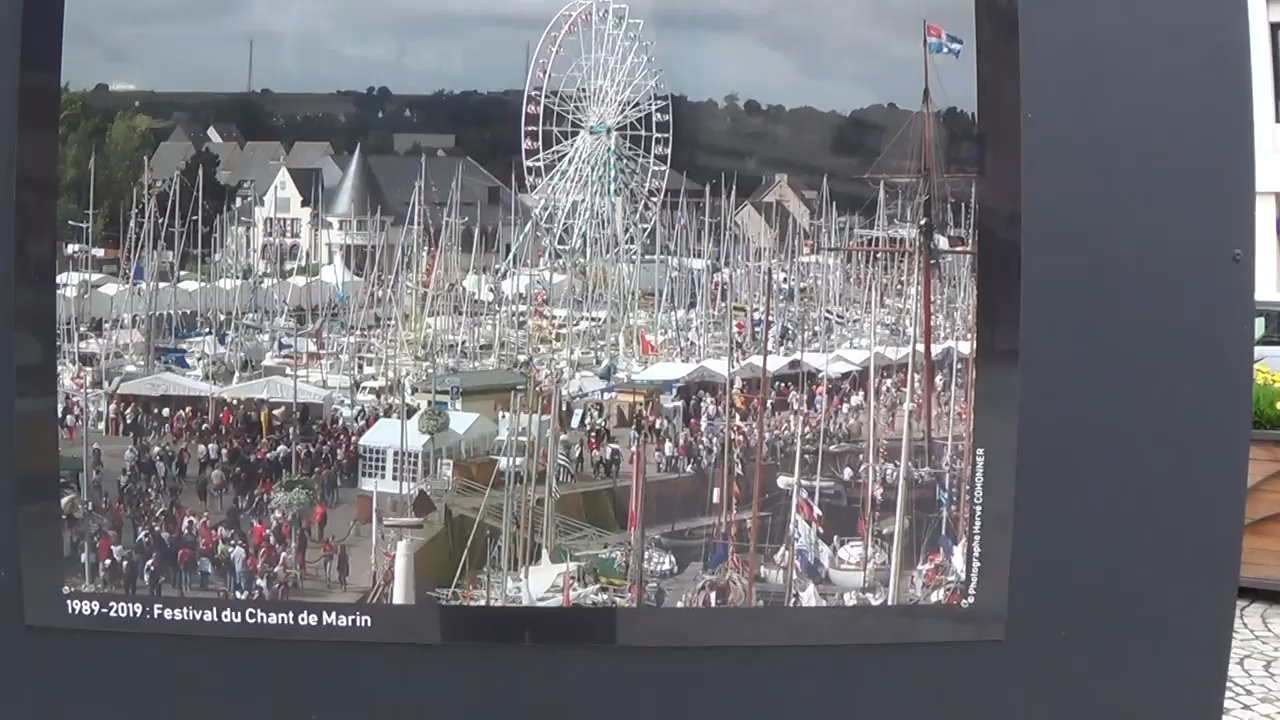 1989-2019 : Festival du Chant de Marin
© Photographe Hervé COHONNER